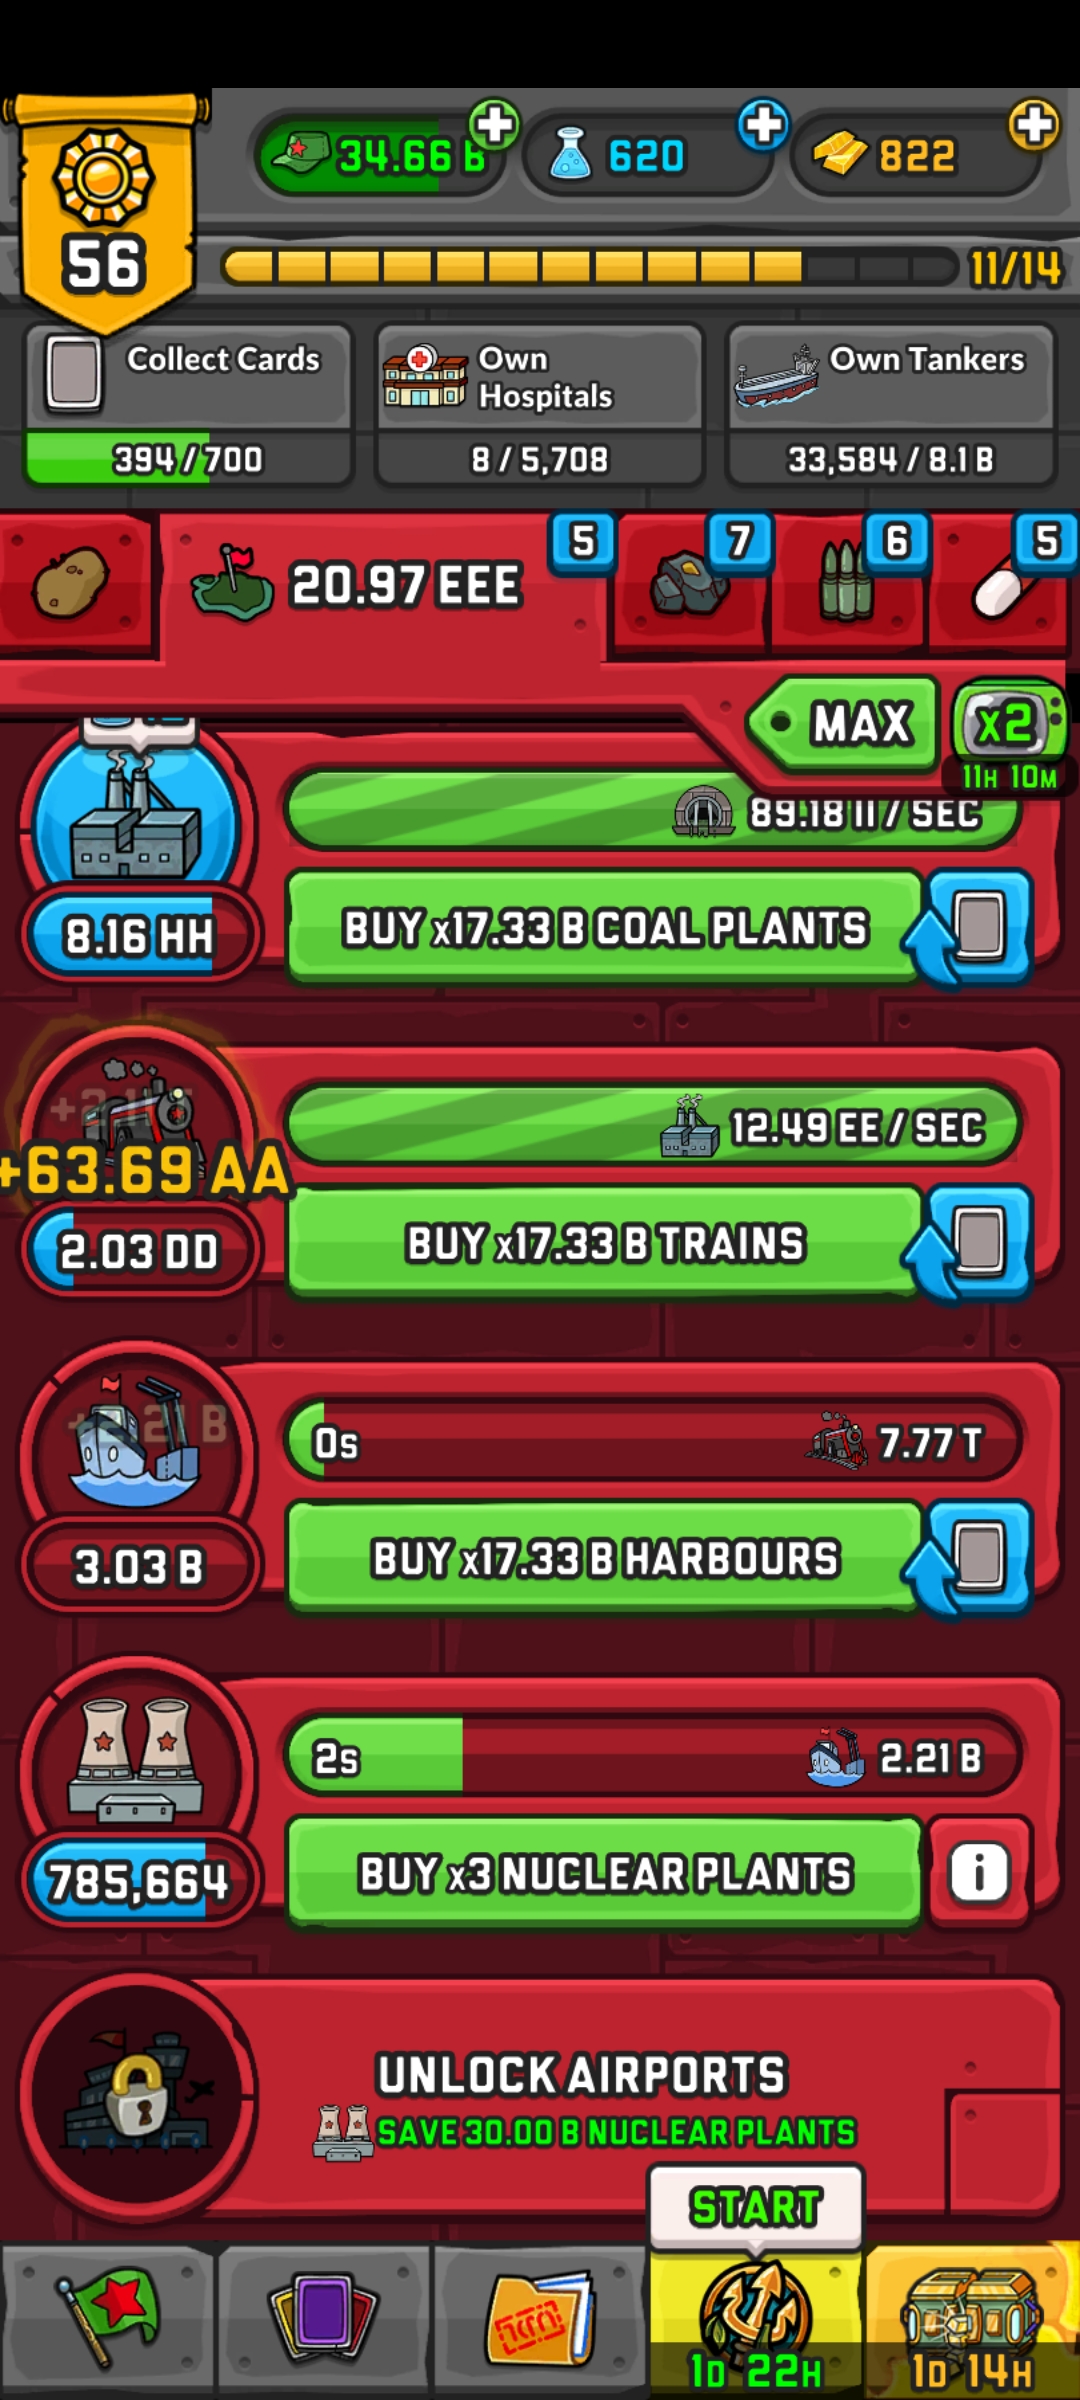 34.66 B
620
822
56
11/14
Collect Cards
394/700
Own
Hospitals
8/5,708
Own Tankers
33,584/8.1 B
20.97 EEE
5
7
6
5
MAX
x2
11H 10M
89.18 II / SEC
8.16 HH
BUY x17.33 B COAL PLANTS
12.49 EE / SEC
+63.69 AA
2.03 DD
BUY x17.33 B TRAINS
0s
7.77 T
3.03 B
BUY x17.33 B HARBOURS
2s
2.21 B
785,664
BUY x3 NUCLEAR PLANTS
i
UNLOCK AIRPORTS
SAVE 30.00 B NUCLEAR PLANTS
START
1D 22H
1D 14H